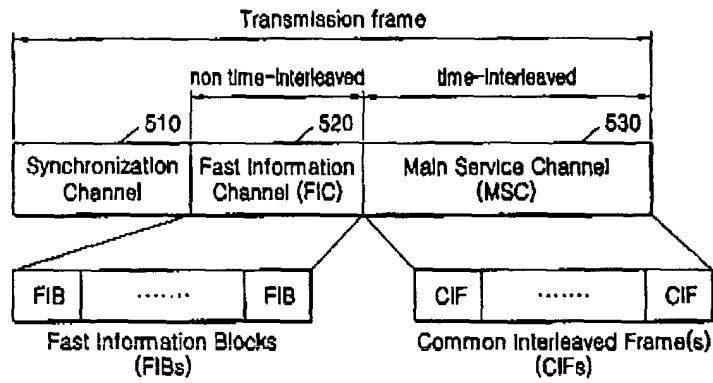 Transmission frame
non time-interleaved
time-interleaved
510
520
530
Synchronization
Channel
Fast Information
Channel (FIC)
Main Service Channel
(MSC)
FIB
.......
FIB
CIF
.......
CIF
Fast Information Blocks
(FIBs)
Common Interleaved Frame(s)
(CIFs)